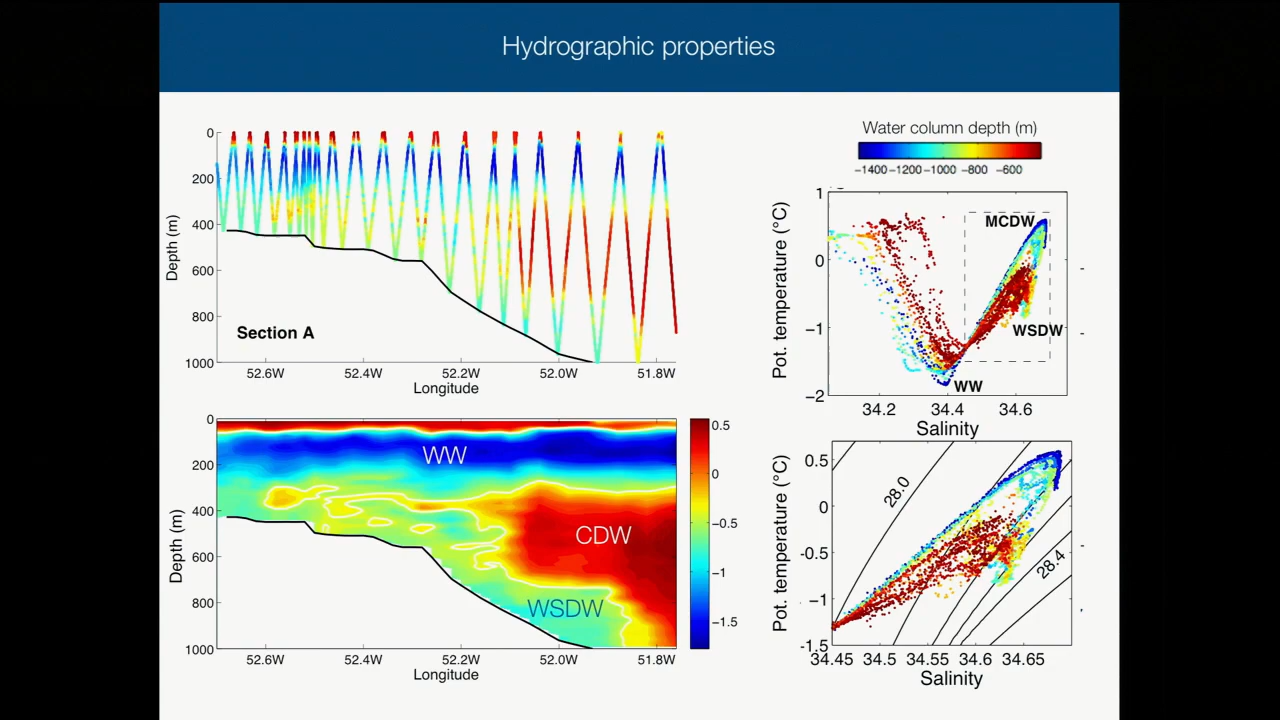 Hydrographic properties
0
200
400
600
800
1000
Depth (m)
Section A
52.6W 52.4W 52.2W 52.0W 51.8W
Longitude
0
200
400
600
800
1000
Depth (m)
WW
CDW
WSDW
52.6W 52.4W 52.2W 52.0W 51.8W
Longitude
0.5
0
−0.5
−1
−1.5
Water column depth (m)
−1400 −1200 −1000 −800 −600
1
0
−1
−2
Pot. temperature (°C)
MCDW
WSDW
WW
34.2 34.4 34.6
Salinity
0.5
0
-0.5
−1
-1.5
Pot. temperature (°C)
28.0
28.4
34.45 34.5 34.55 34.6 34.65
Salinity